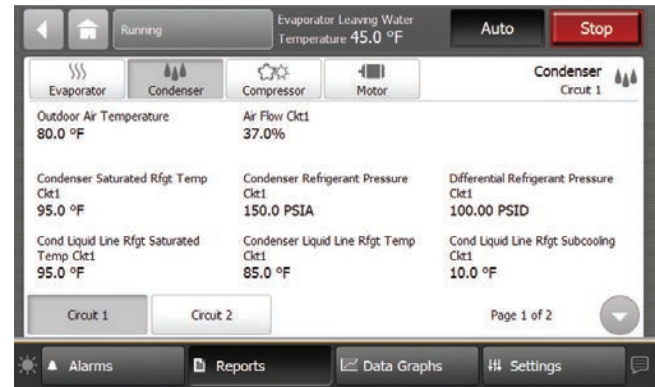 Running
Evaporator Leaving Water
Temperature 45.0 °F
Auto
Stop
Evaporator
Condenser
Compressor
Motor
Condenser
Circuit 1
Outdoor Air Temperature
80.0 °F
Air Flow Ckt1
37.0%
Condenser Saturated Rfgt Temp
Ckt1
95.0 °F
Condenser Refrigerant Pressure
Ckt1
150.0 PSIA
Differential Refrigerant Pressure
Ckt1
100.00 PSID
Cond Liquid Line Rfgt Saturated
Temp Ckt1
95.0 °F
Condenser Liquid Line Rfgt Temp
Ckt1
85.0 °F
Cond Liquid Line Rfgt Subcooling
Ckt1
10.0 °F
Circuit 1
Circuit 2
Page 1 of 2
Alarms
Reports
Data Graphs
Settings